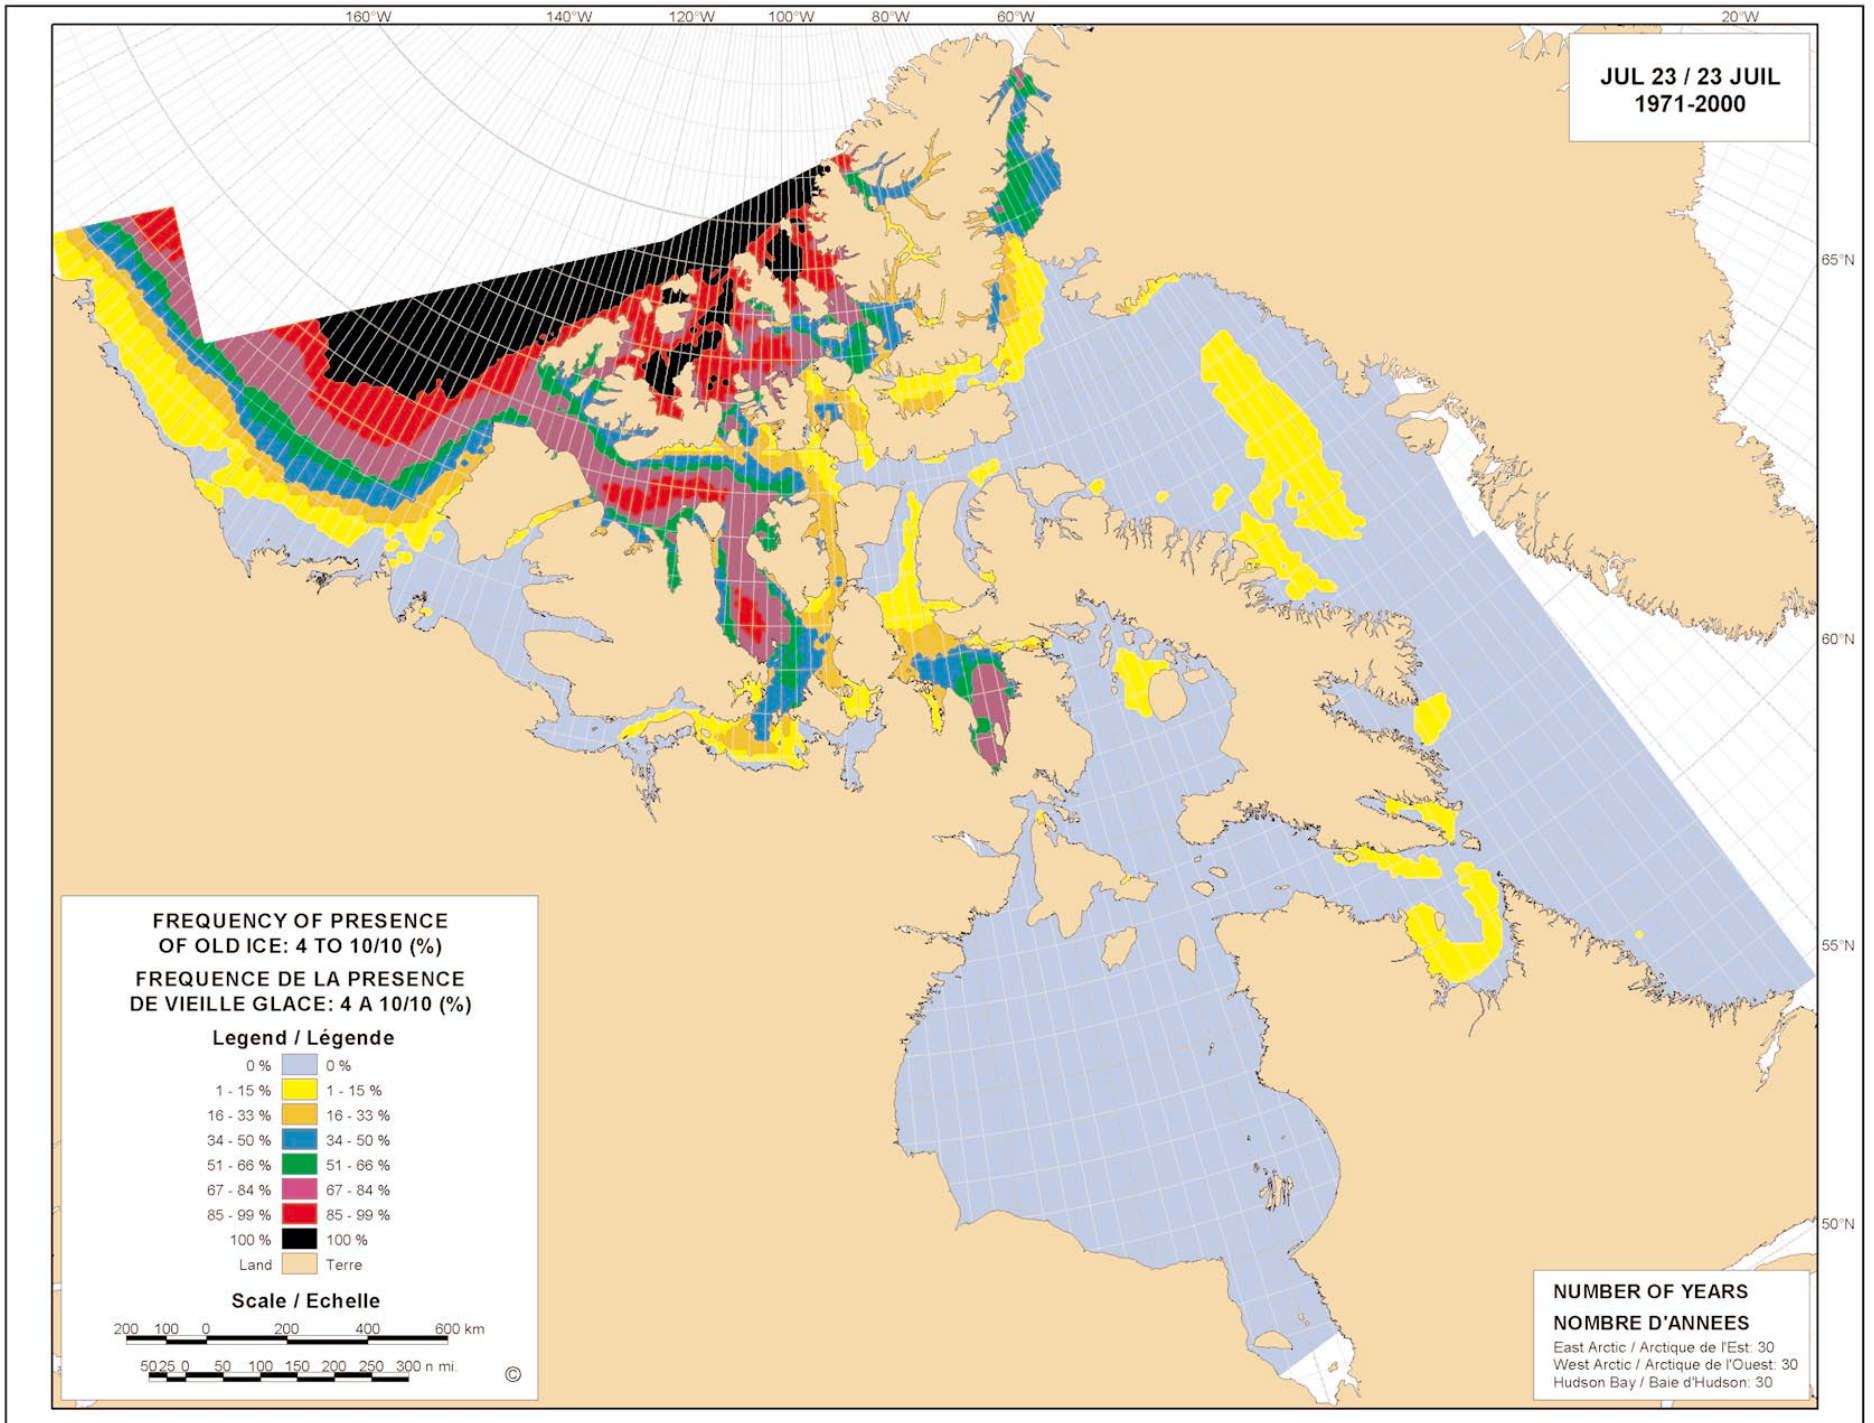 160°W 140°W 120°W 100°W 80°W 60°W 20°W
JUL 23 / 23 JUIL
1971-2000
65°N
60°N
55°N
50°N
FREQUENCY OF PRESENCE
OF OLD ICE: 4 TO 10/10 (%)
FREQUENCE DE LA PRESENCE
DE VIEILLE GLACE: 4 A 10/10 (%)
Legend / Légende
0 % 0 %
1 - 15 % 1 - 15 %
16 - 33 % 16 - 33 %
34 - 50 % 34 - 50 %
51 - 66 % 51 - 66 %
67 - 84 % 67 - 84 %
85 - 99 % 85 - 99 %
100 % 100 %
Land Terre
Scale / Echelle
200 100 0 200 400 600 km
50 25 0 50 100 150 200 250 300 n mi.
©
NUMBER OF YEARS
NOMBRE D'ANNEES
East Arctic / Arctique de l'Est: 30
West Arctic / Arctique de l'Ouest: 30
Hudson Bay / Baie d'Hudson: 30